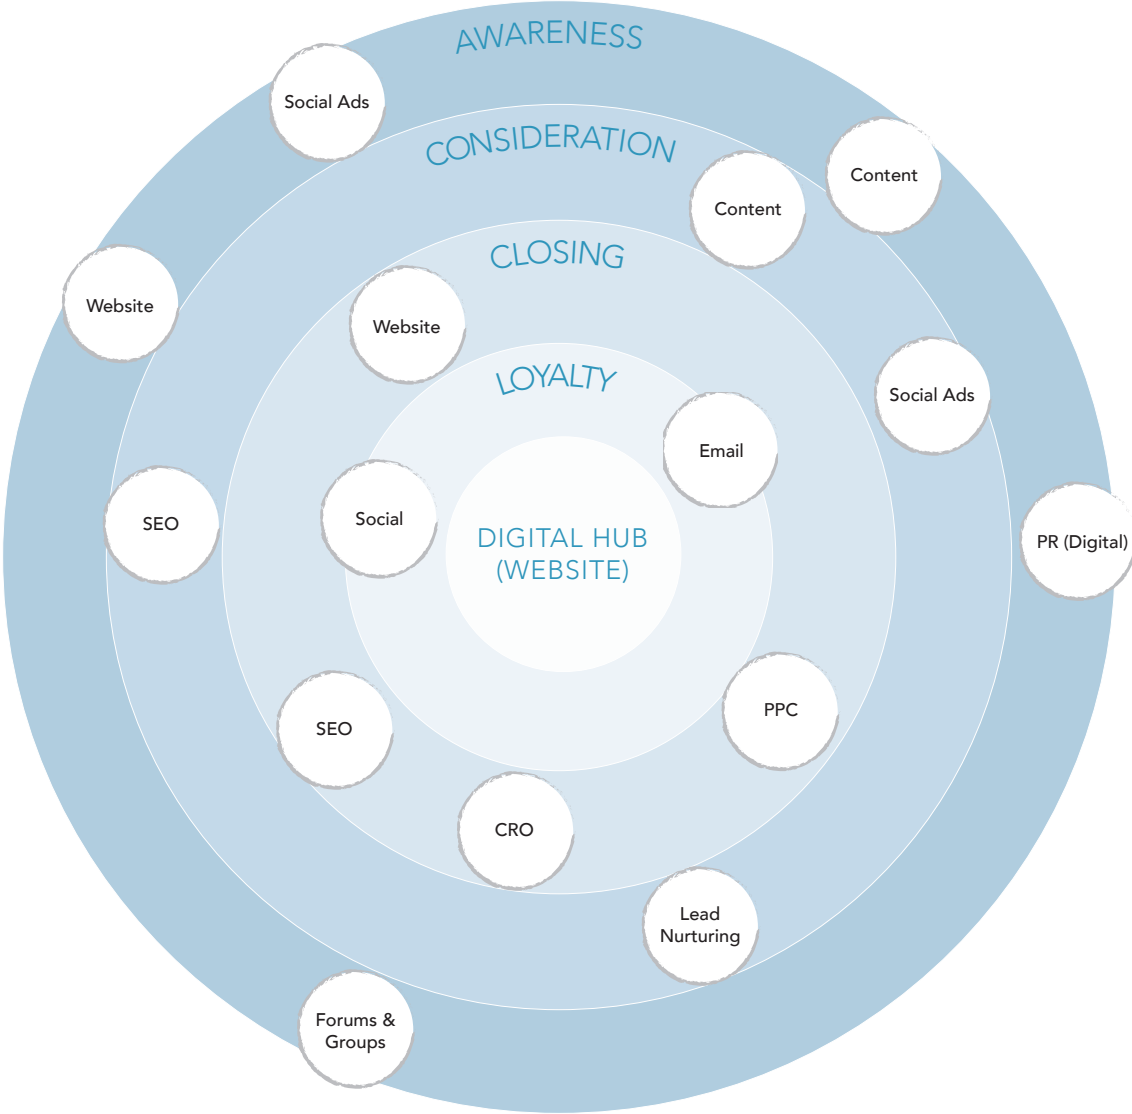 AWARENESS
Social Ads
CONSIDERATION
Content
Content
CLOSING
Website
Website
LOYALTY
Social Ads
Email
SEO
Social
DIGITAL HUB
(WEBSITE)
PR (Digital)
SEO
PPC
CRO
Lead
Nurturing
Forums &
Groups